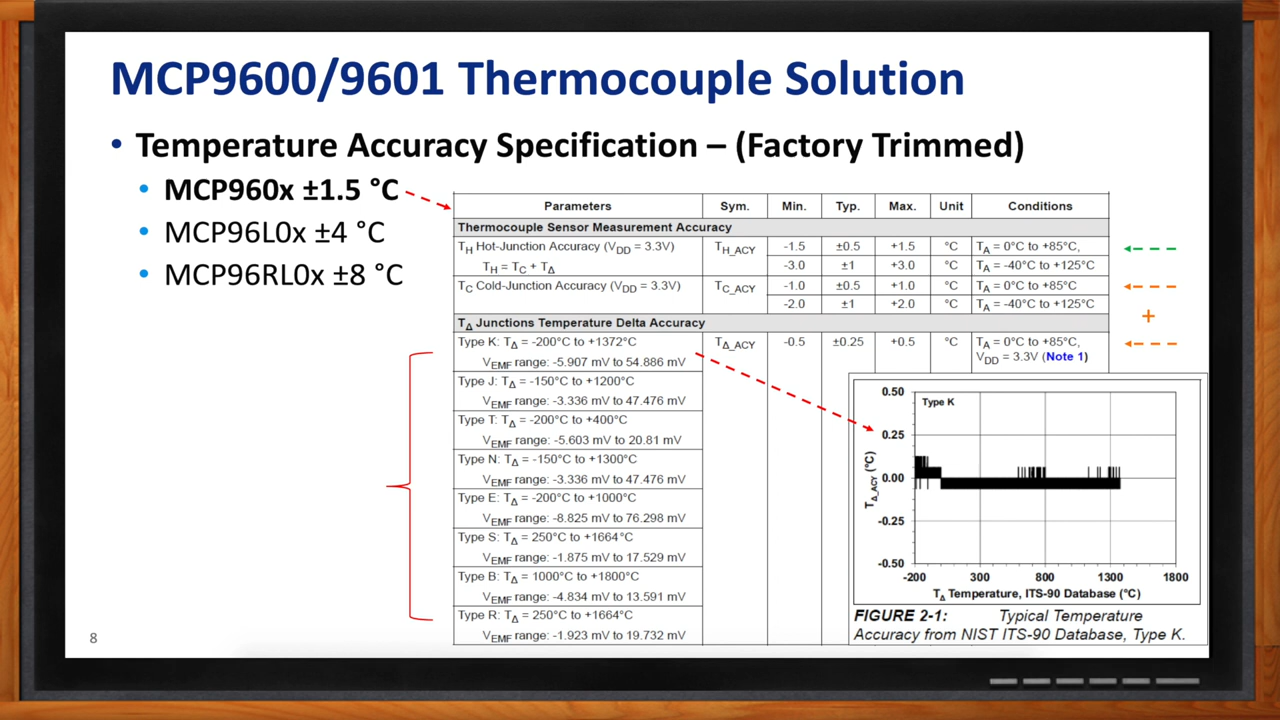 MCP9600/9601 Thermocouple Solution
• Temperature Accuracy Specification – (Factory Trimmed)
• MCP960x ±1.5 °C
• MCP96L0x ±4 °C
• MCP96RL0x ±8 °C
Parameters Sym. Min. Typ. Max. Unit Conditions
Thermocouple Sensor Measurement Accuracy
TH Hot-Junction Accuracy (VDD = 3.3V) TH_ACY -1.5 ±0.5 +1.5 °C TA = 0°C to +85°C,
TH = TC + TΔ -3.0 ±1 +3.0 °C TA = -40°C to +125°C
TC Cold-Junction Accuracy (VDD = 3.3V) TC_ACY -1.0 ±0.5 +1.0 °C TA = 0°C to +85°C
-2.0 ±1 +2.0 °C TA = -40°C to +125°C
+
TΔ Junctions Temperature Delta Accuracy
Type K: TΔ = -200°C to +1372°C TΔ_ACY -0.5 ±0.25 +0.5 °C TA = 0°C to +85°C,
VEMF range: -5.907 mV to 54.886 mV VDD = 3.3V (Note 1)
Type J: TΔ = -150°C to +1200°C
VEMF range: -3.336 mV to 47.476 mV
Type T: TΔ = -200°C to +400°C
VEMF range: -5.603 mV to 20.81 mV
Type N: TΔ = -150°C to +1300°C
VEMF range: -3.336 mV to 47.476 mV
Type E: TΔ = -200°C to +1000°C
VEMF range: -8.825 mV to 76.298 mV
Type S: TΔ = 250°C to +1664°C
VEMF range: -1.875 mV to 17.529 mV
Type B: TΔ = 1000°C to +1800°C
VEMF range: -4.834 mV to 13.591 mV
Type R: TΔ = 250°C to +1664°C
VEMF range: -1.923 mV to 19.732 mV
Type K
0.50
0.25
0.00
-0.25
-0.50
TΔ_ACY (°C)
-200 300 800 1300 1800
TΔ Temperature, ITS-90 Database (°C)
FIGURE 2-1: Typical Temperature
Accuracy from NIST ITS-90 Database, Type K.
8